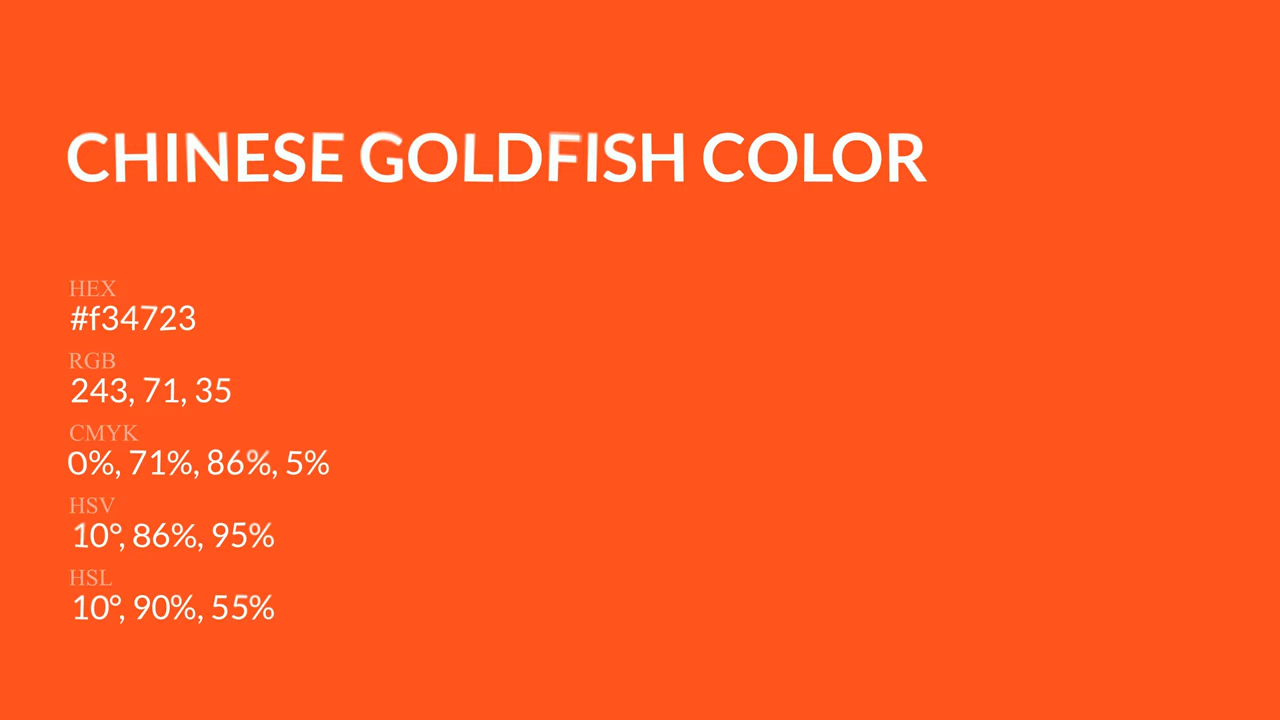 CHINESE GOLDFISH COLOR
HEX
#f34723
RGB
243, 71, 35
CMYK
0%, 71%, 86%, 5%
HSV
10°, 86%, 95%
HSL
10°, 90%, 55%